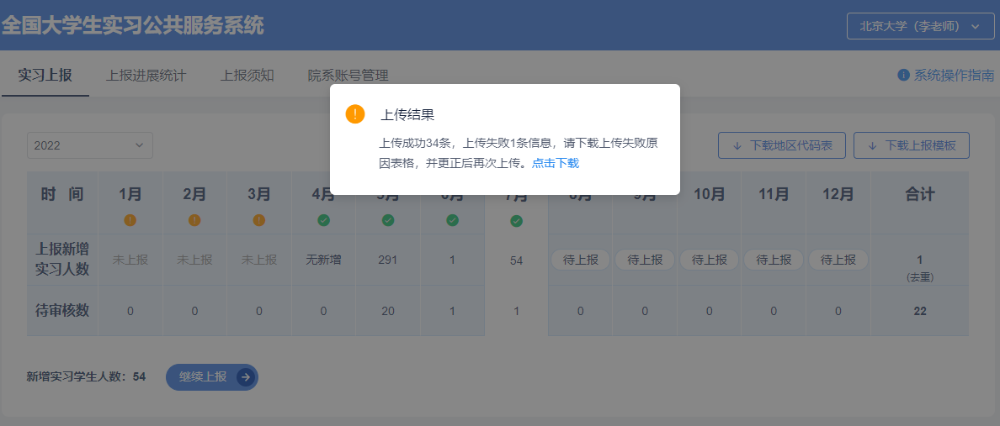 全国大学生实习公共服务系统
北京大学（李老师）
实习上报 上报进展统计 上报须知 院系账号管理 系统操作指南
上传结果
上传成功34条，上传失败1条信息，请下载上传失败原
因表格，并更正后再次上传。点击下载
2022 下载地区代码表 下载上报模板
时 间 1月 2月 3月 4月 5月 6月 7月 8月 9月 10月 11月 12月 合计
上报新增
实习人数 未上报 未上报 未上报 无新增 291 1 54 待上报 待上报 待上报 待上报 待上报 1
(去重)
待审核数 0 0 0 0 20 1 1 0 0 0 0 0 22
新增实习学生人数：54 继续上报